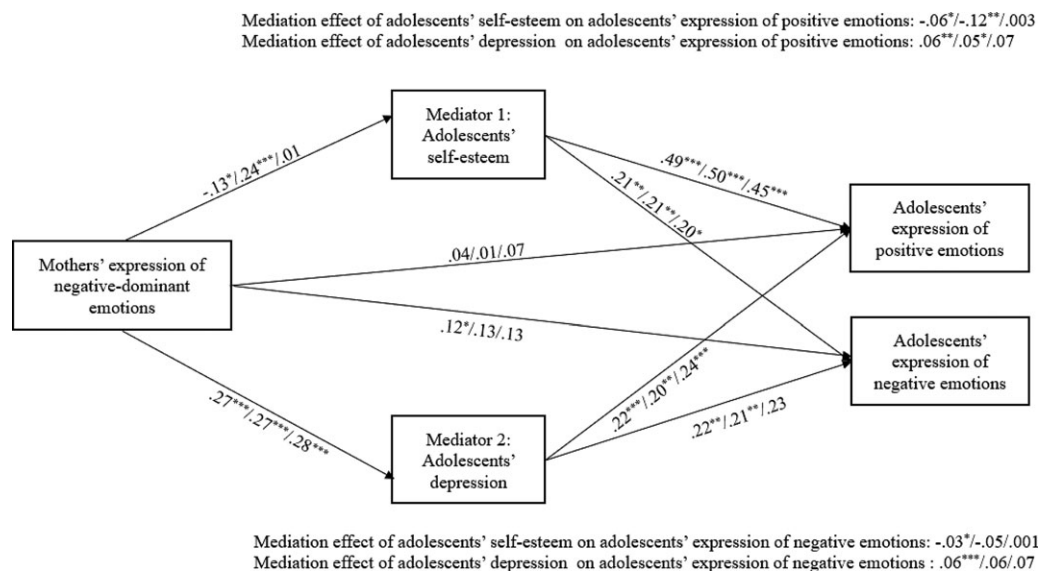 Mediation effect of adolescents’ self-esteem on adolescents’ expression of positive emotions: -.06*/-.12**/.003
Mediation effect of adolescents’ depression on adolescents’ expression of positive emotions: .06**/.05*/.07
Mediator 1:
Adolescents’
self-esteem
-.13*/.24***/.01
.49***/.50***/.45***
.21**/.21**/.20*
Adolescents’
expression of
positive emotions
Mothers’ expression of
negative-dominant
emotions
.04/.01/.07
.12*/.13/.13
Adolescents’
expression of
negative emotions
.27***/.27***/.28***
.22***/.20**/.24***
.22**/.21**/.23
Mediator 2:
Adolescents’
depression
Mediation effect of adolescents’ self-esteem on adolescents’ expression of negative emotions: -.03*/-.05/.001
Mediation effect of adolescents’ depression on adolescents’ expression of negative emotions : .06***/.06/.07